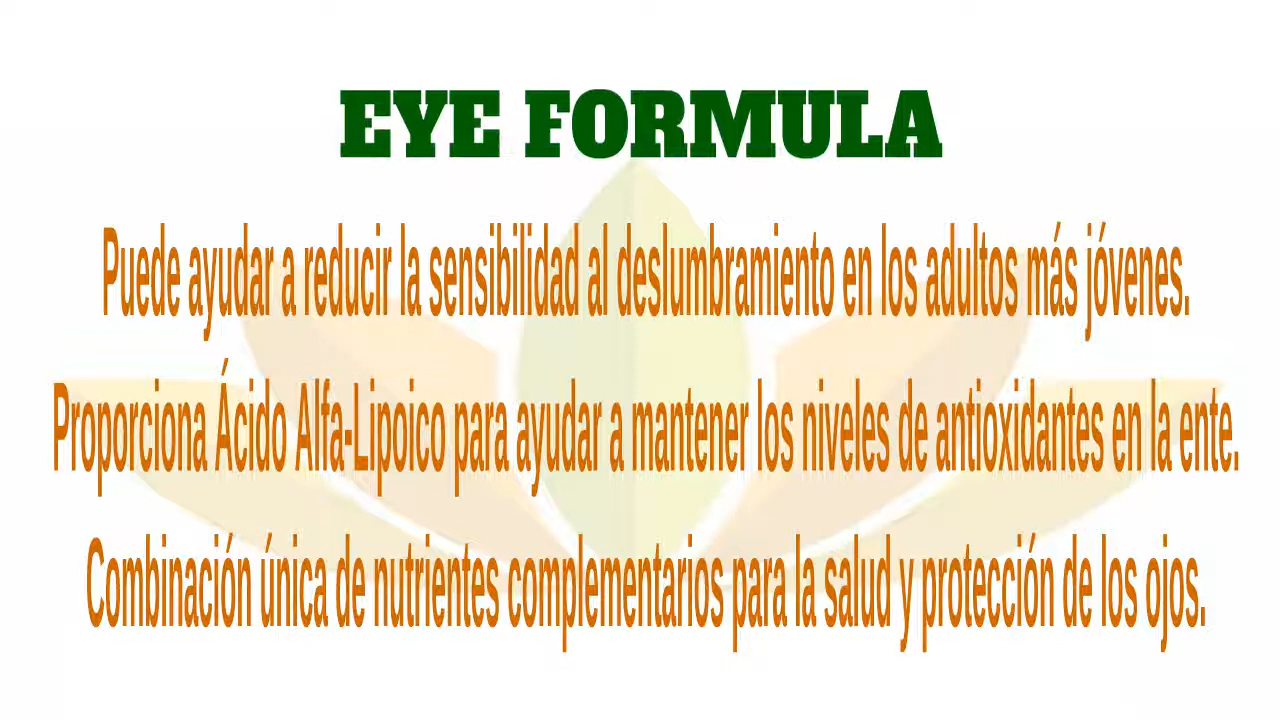 EYE FORMULA
Puede ayudar a reducir la sensibilidad al deslumbramiento en los adultos más jóvenes.
Proporciona Ácido Alfa-Lipoico para ayudar a mantener los niveles de antioxidantes en la ente.
Combinación única de nutrientes complementarios para la salud y protección de los ojos.